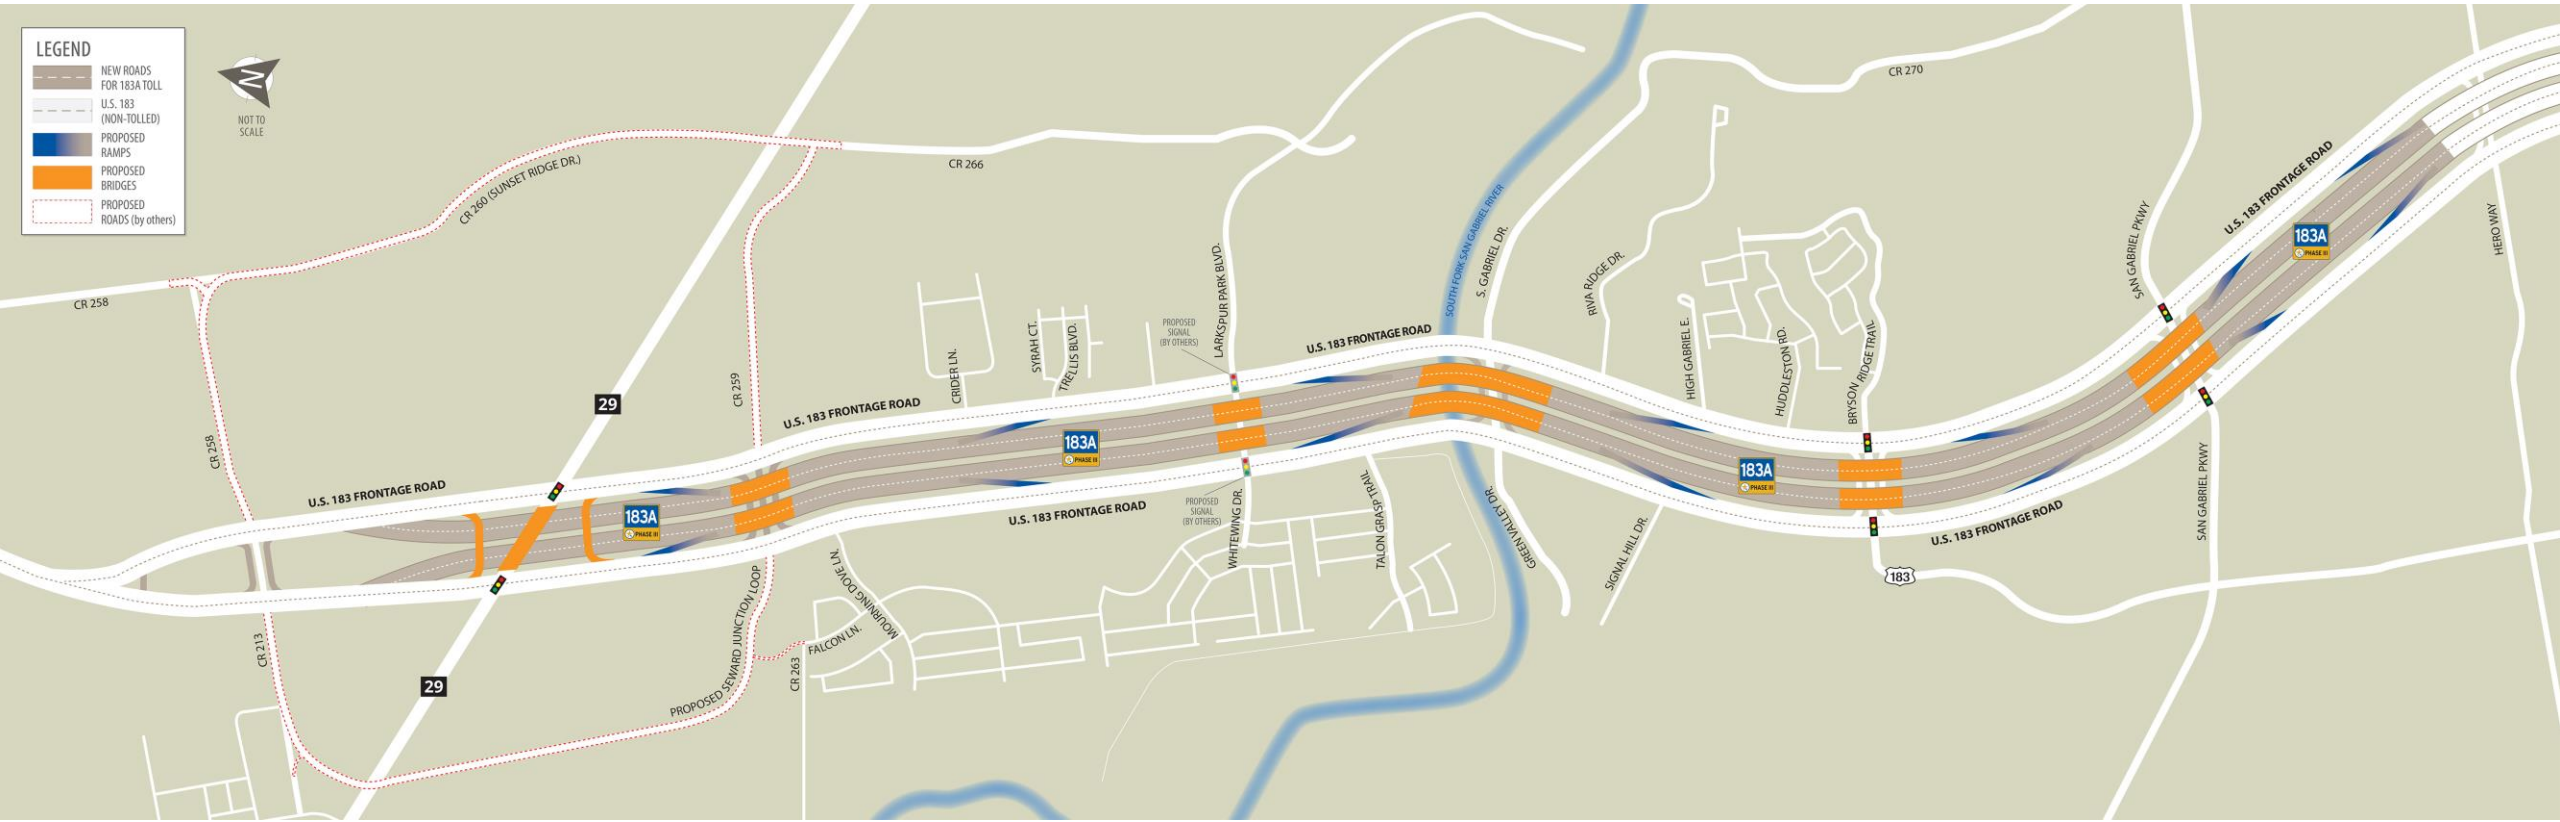 LEGEND
NEW ROADS
FOR 183A TOLL
U.S. 183
(NON-TOLLED)
PROPOSED
RAMPS
PROPOSED
BRIDGES
PROPOSED
ROADS (by others)
N
NOT TO
SCALE
CR 258
CR 260 (SUNSET RIDGE DR.)
CR 266
CR 270
CR 258
CR 259
29
29
CR 213
U.S. 183 FRONTAGE ROAD
183A
PHASE III
U.S. 183 FRONTAGE ROAD
CRIDER LN.
SYRAH CT.
TRELLIS BLVD.
183A
PHASE III
U.S. 183 FRONTAGE ROAD
PROPOSED
SIGNAL
(BY OTHERS)
LARKSPUR PARK BLVD.
U.S. 183 FRONTAGE ROAD
SOUTH FORK SAN GABRIEL RIVER
S. GABRIEL DR.
RIVA RIDGE DR.
HIGH GABRIEL E.
HUDDLESTON RD.
BRYSON RIDGE TRAIL
183A
PHASE III
U.S. 183 FRONTAGE ROAD
183
SAN GABRIEL PKWY
U.S. 183 FRONTAGE ROAD
183A
PHASE III
HERO WAY
SAN GABRIEL PKWY
PROPOSED SEWARD JUNCTION LOOP
CR 263
FALCON LN.
MOURNING DOVE LN.
PROPOSED
SIGNAL
(BY OTHERS)
WHITEWING DR.
TALON GRASP TRAIL
GREEN VALLEY DR.
SIGNAL HILL DR.